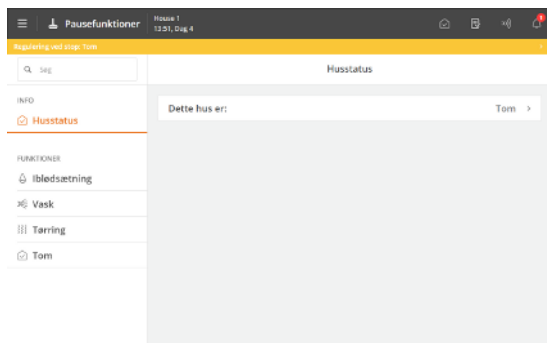 Pausefunktioner
House 1
13:51, Dag 4
Regulering ved stop: Tom
Søg
Husstatus
INFO
Husstatus
Dette hus er:
Tom
FUNKTIONER
Iblødsætning
Vask
Tørring
Tom